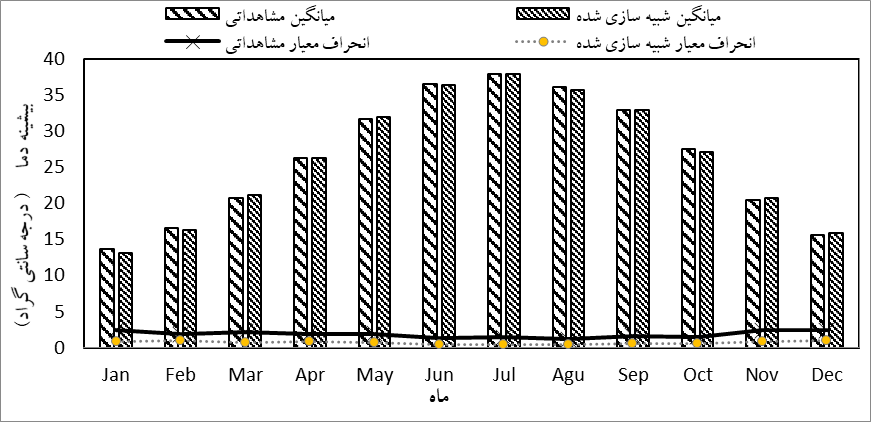 میانگین مشاهداتی
میانگین شبیه سازی شده
انحراف معیار مشاهداتی
انحراف معیار شبیه سازی شده
بیشینه دما ( درجه سانتی گراد)
40
35
30
25
20
15
10
5
0
Jan Feb Mar Apr May Jun Jul Agu Sep Oct Nov Dec
ماه